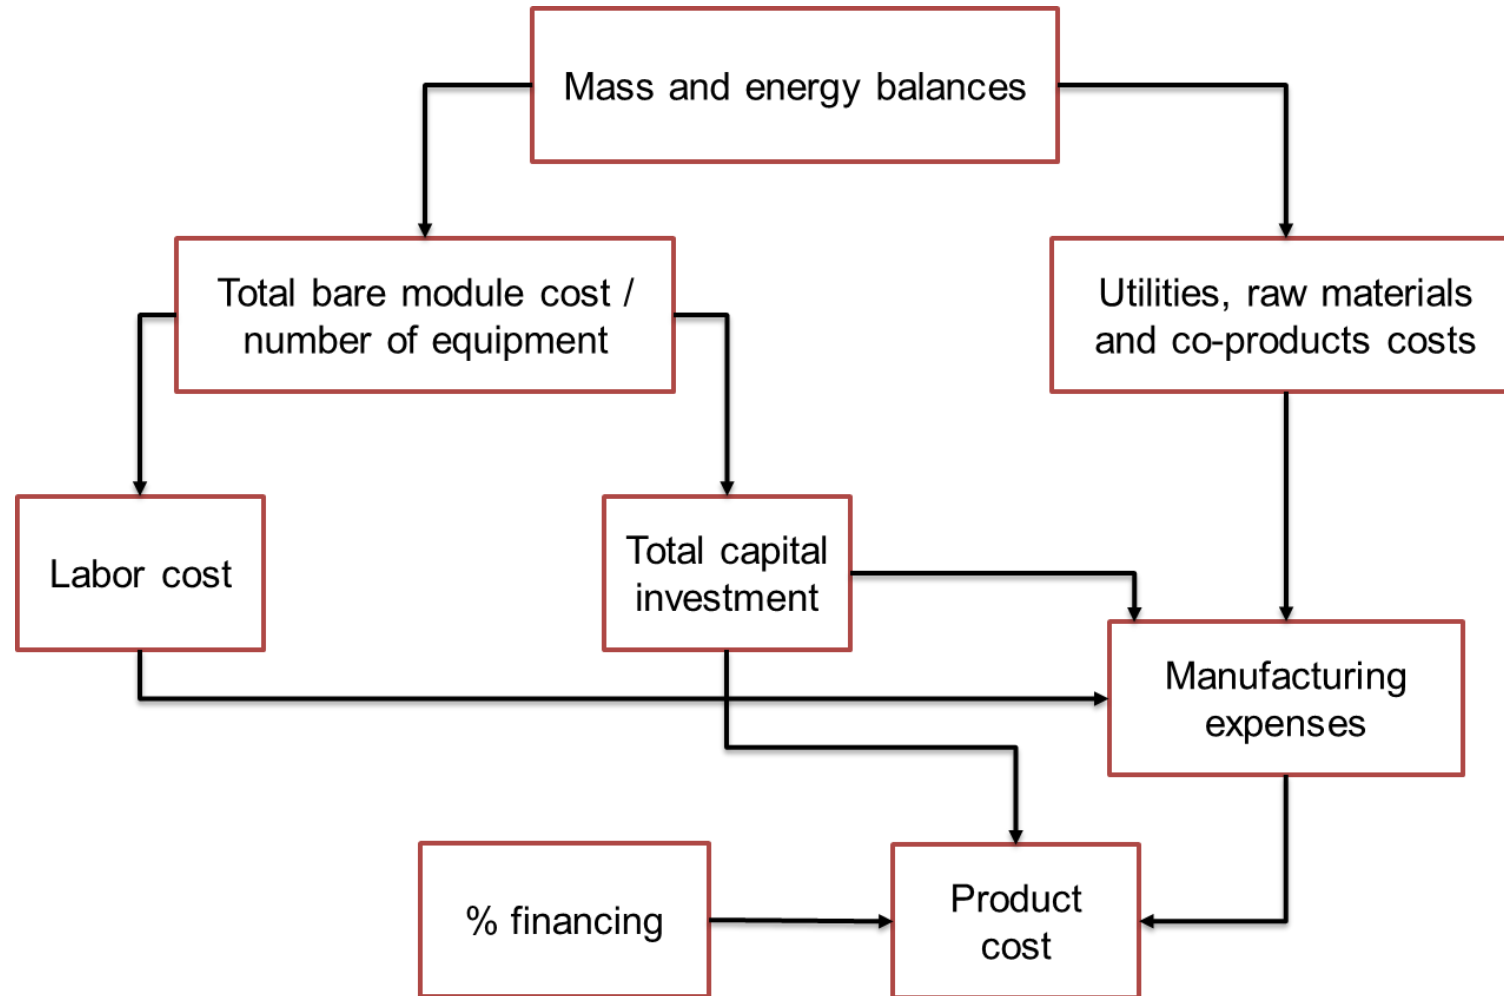 Mass and energy balances
Total bare module cost /
number of equipment
Utilities, raw materials
and co-products costs
Labor cost
Total capital
investment
Manufacturing
expenses
% financing
Product
cost